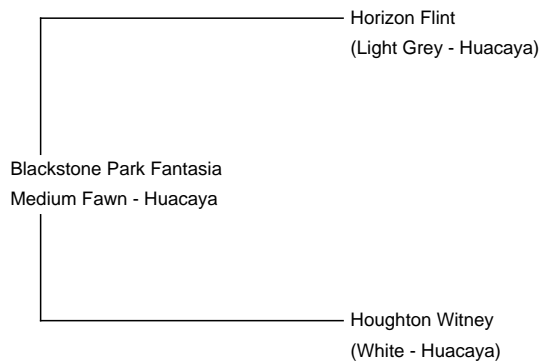 Horizon Flint
(Light Grey - Huacaya)
Blackstone Park Fantasia
Medium Fawn - Huacaya
Houghton Witney
(White - Huacaya)